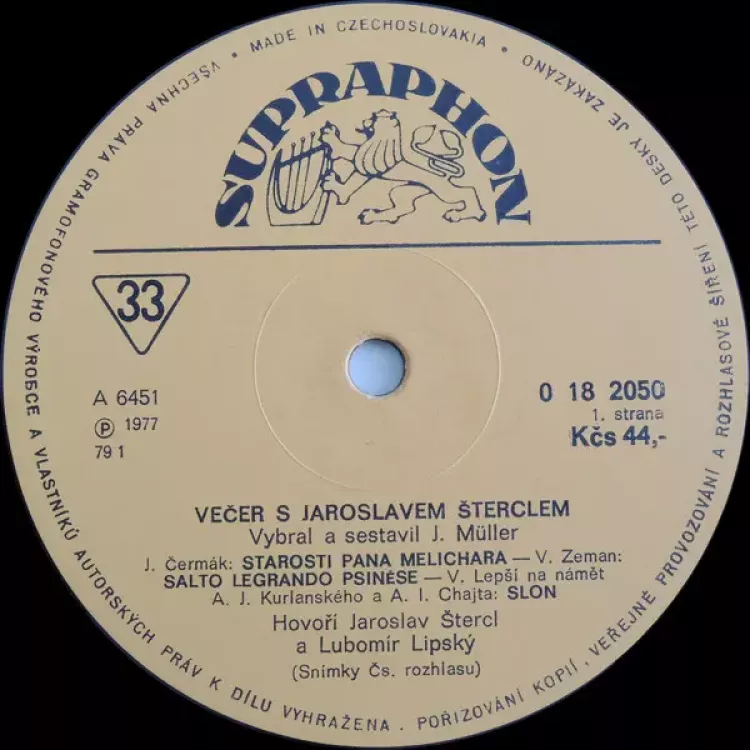 VŠECHNA PRÁVA GRAMOFONOVÉHO VÝROBCE A VLASTNÍKŮ AUTORSKÝCH PRÁV K DÍLU VYHRAŽENA . POŘIZOVÁNÍ KOPIÍ, VEŘEJNÉ PROVOZOVÁNÍ A ROZHLASOVÉ ŠÍŘENÍ TÉTO DESKY JE ZAKÁZÁNO • MADE IN CZECHOSLOVAKIA •
SUPRAPHON
33
A 6451
Ⓟ 1977
79 1
0 18 2050
1. strana
Kčs 44,-
VEČER S JAROSLAVEM ŠTERCLEM
Vybral a sestavil J. Müller
J. Čermák: STAROSTI PANA MELICHARA — V. Zeman:
SALTO LEGRANDO PSINĚSE — V. Lepší na námět
A. J. Kurlanského a A. I. Chajta: SLON
Hovoří Jaroslav Štercl
a Lubomír Lipský
(Snímky Čs. rozhlasu)